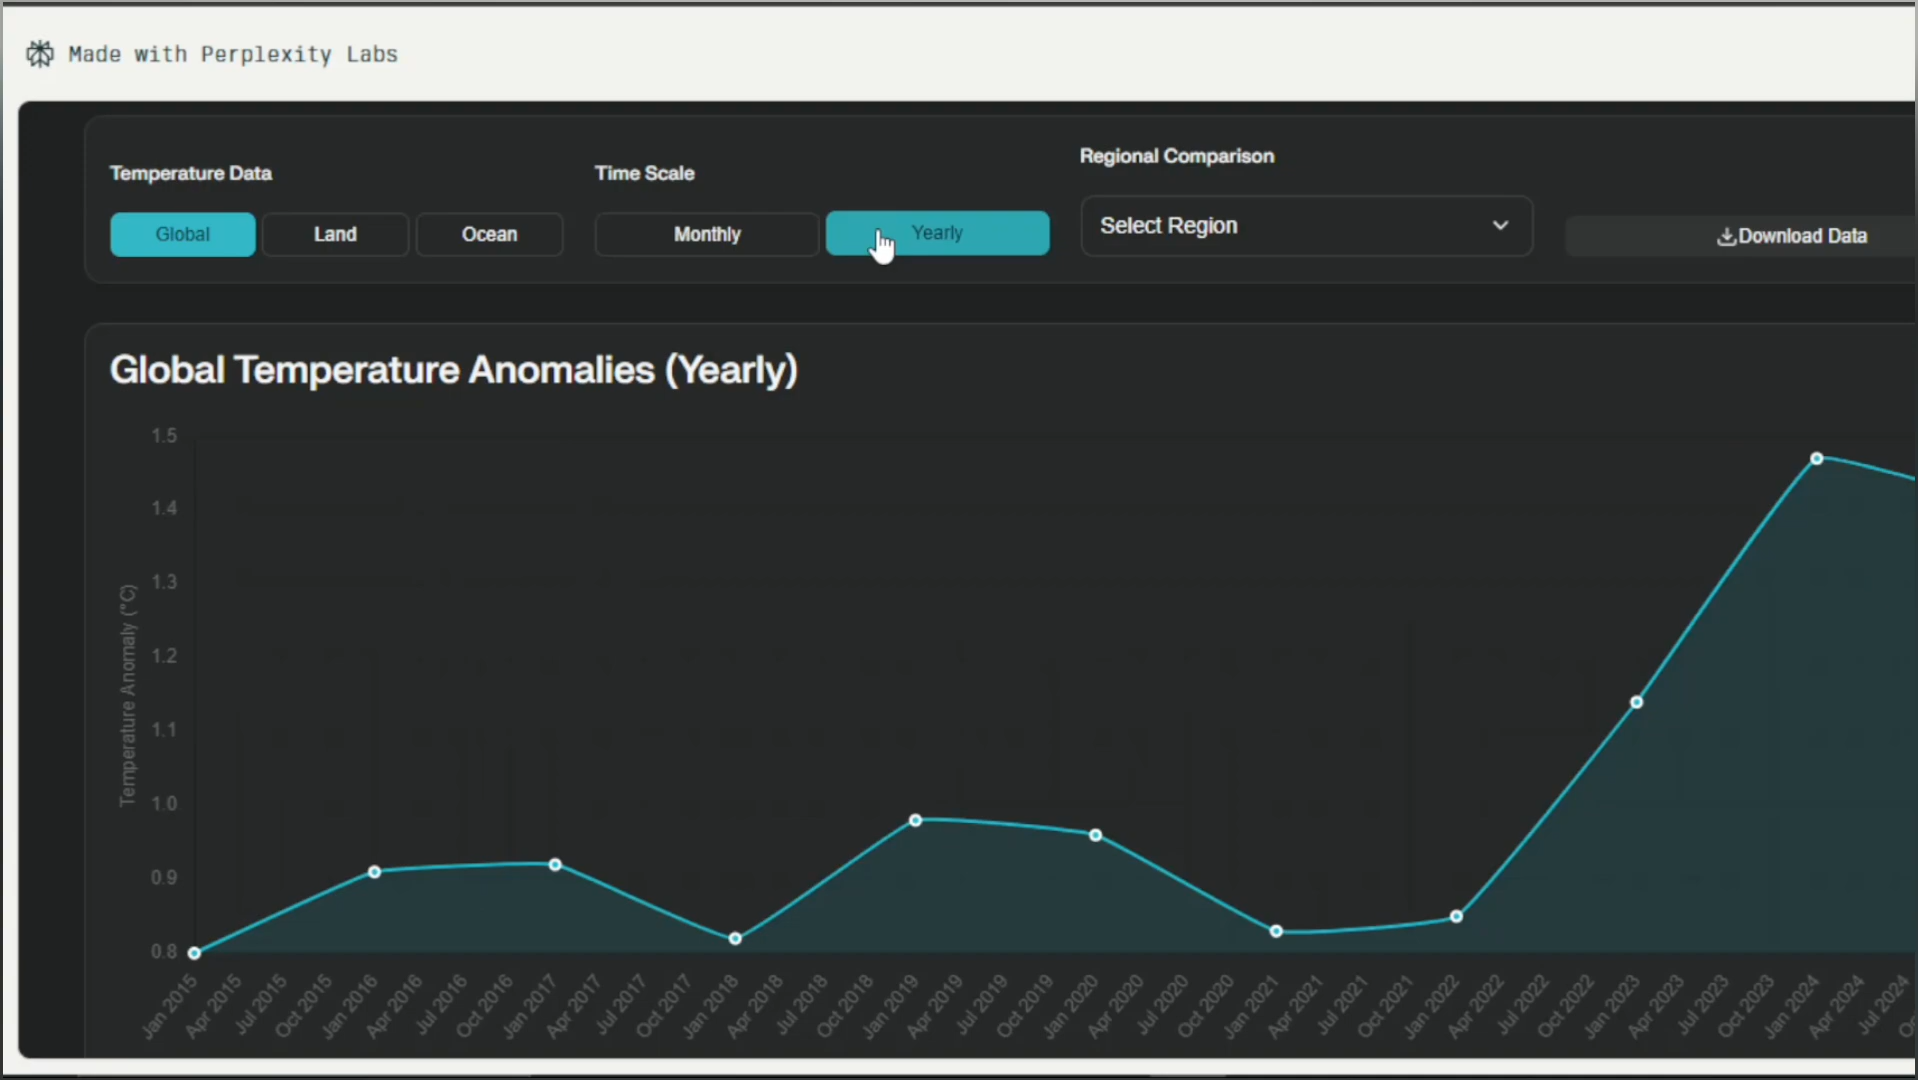 Made with Perplexity Labs
Temperature Data
Time Scale
Regional Comparison
Global
Land
Ocean
Monthly
Yearly
Select Region
Download Data
Global Temperature Anomalies (Yearly)
Temperature Anomaly (°C)
1.5
1.4
1.3
1.2
1.1
1.0
0.9
0.8
Jan 2015
Apr 2015
Jul 2015
Oct 2015
Jan 2016
Apr 2016
Jul 2016
Oct 2016
Jan 2017
Apr 2017
Jul 2017
Oct 2017
Jan 2018
Apr 2018
Jul 2018
Oct 2018
Jan 2019
Apr 2019
Jul 2019
Oct 2019
Jan 2020
Apr 2020
Jul 2020
Oct 2020
Jan 2021
Apr 2021
Jul 2021
Oct 2021
Jan 2022
Apr 2022
Jul 2022
Oct 2022
Jan 2023
Apr 2023
Jul 2023
Oct 2023
Jan 2024
Apr 2024
Jul 2024